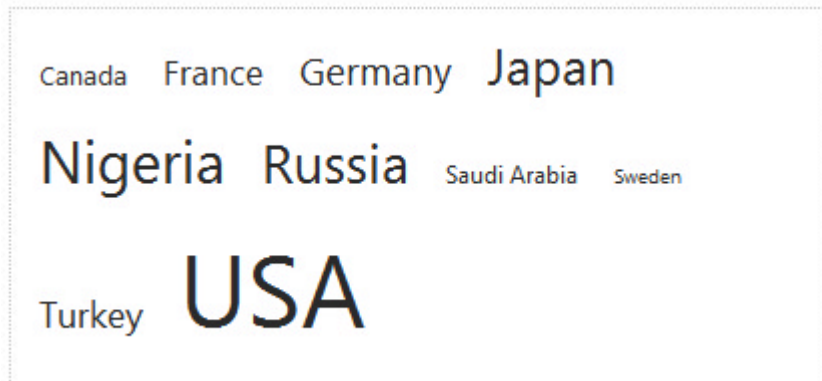 Canada France Germany Japan
Nigeria Russia Saudi Arabia Sweden
Turkey USA